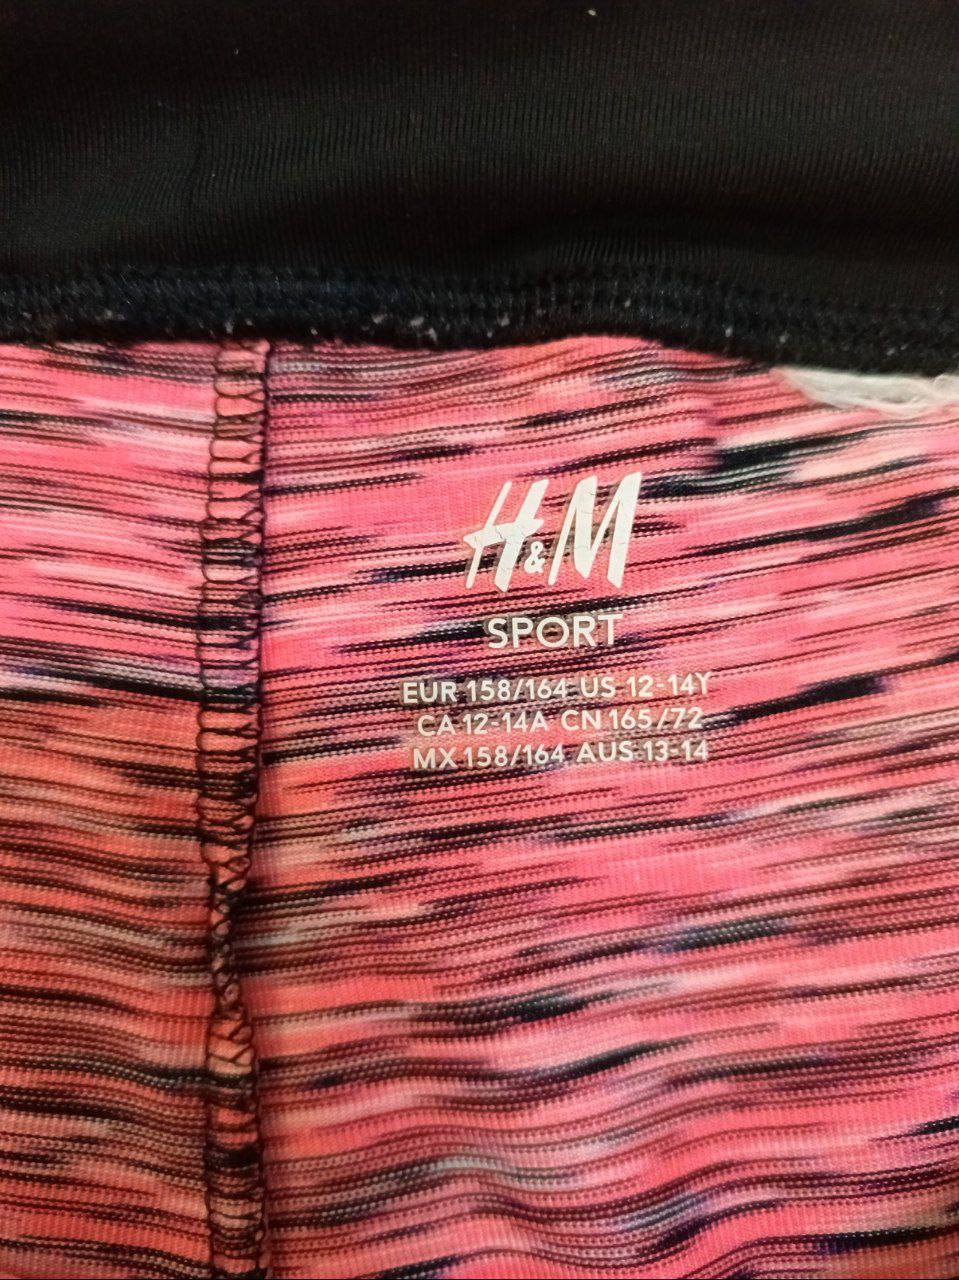 H&M
SPORT
EUR 158/164 US 12-14Y
CA 12-14A CN 165/72
MX 158/164 AUS 13-14